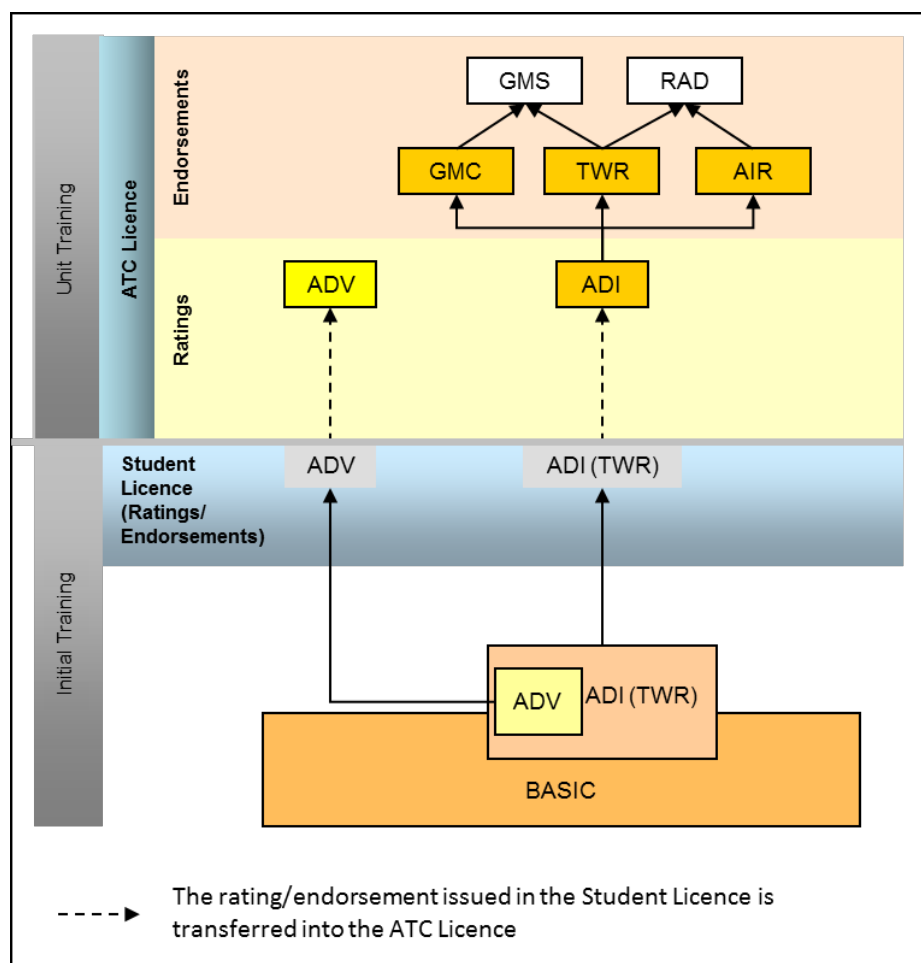 Unit Training
ATC Licence
Endorsements
GMS
RAD
GMC
TWR
AIR
Ratings
ADV
ADI
Initial Training
Student
Licence
(Ratings/
Endorsements)
ADV
ADI (TWR)
ADV
ADI (TWR)
BASIC
The rating/endorsement issued in the Student Licence is
transferred into the ATC Licence